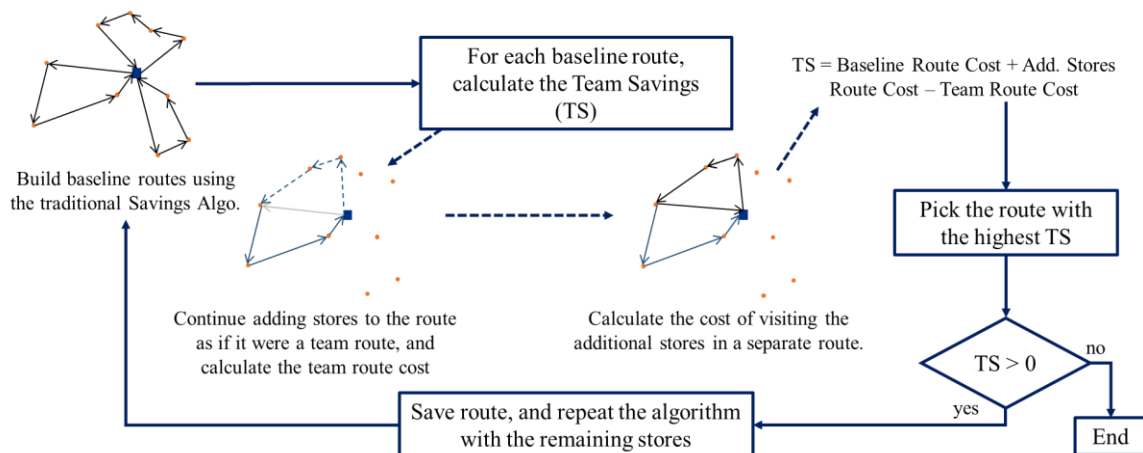 Build baseline routes using
the traditional Savings Algo.
For each baseline route,
calculate the Team Savings
(TS)
Continue adding stores to the route
as if it were a team route, and
calculate the team route cost
Calculate the cost of visiting the
additional stores in a separate route.
TS = Baseline Route Cost + Add. Stores
Route Cost – Team Route Cost
Pick the route with
the highest TS
TS > 0
no
yes
End
Save route, and repeat the algorithm
with the remaining stores